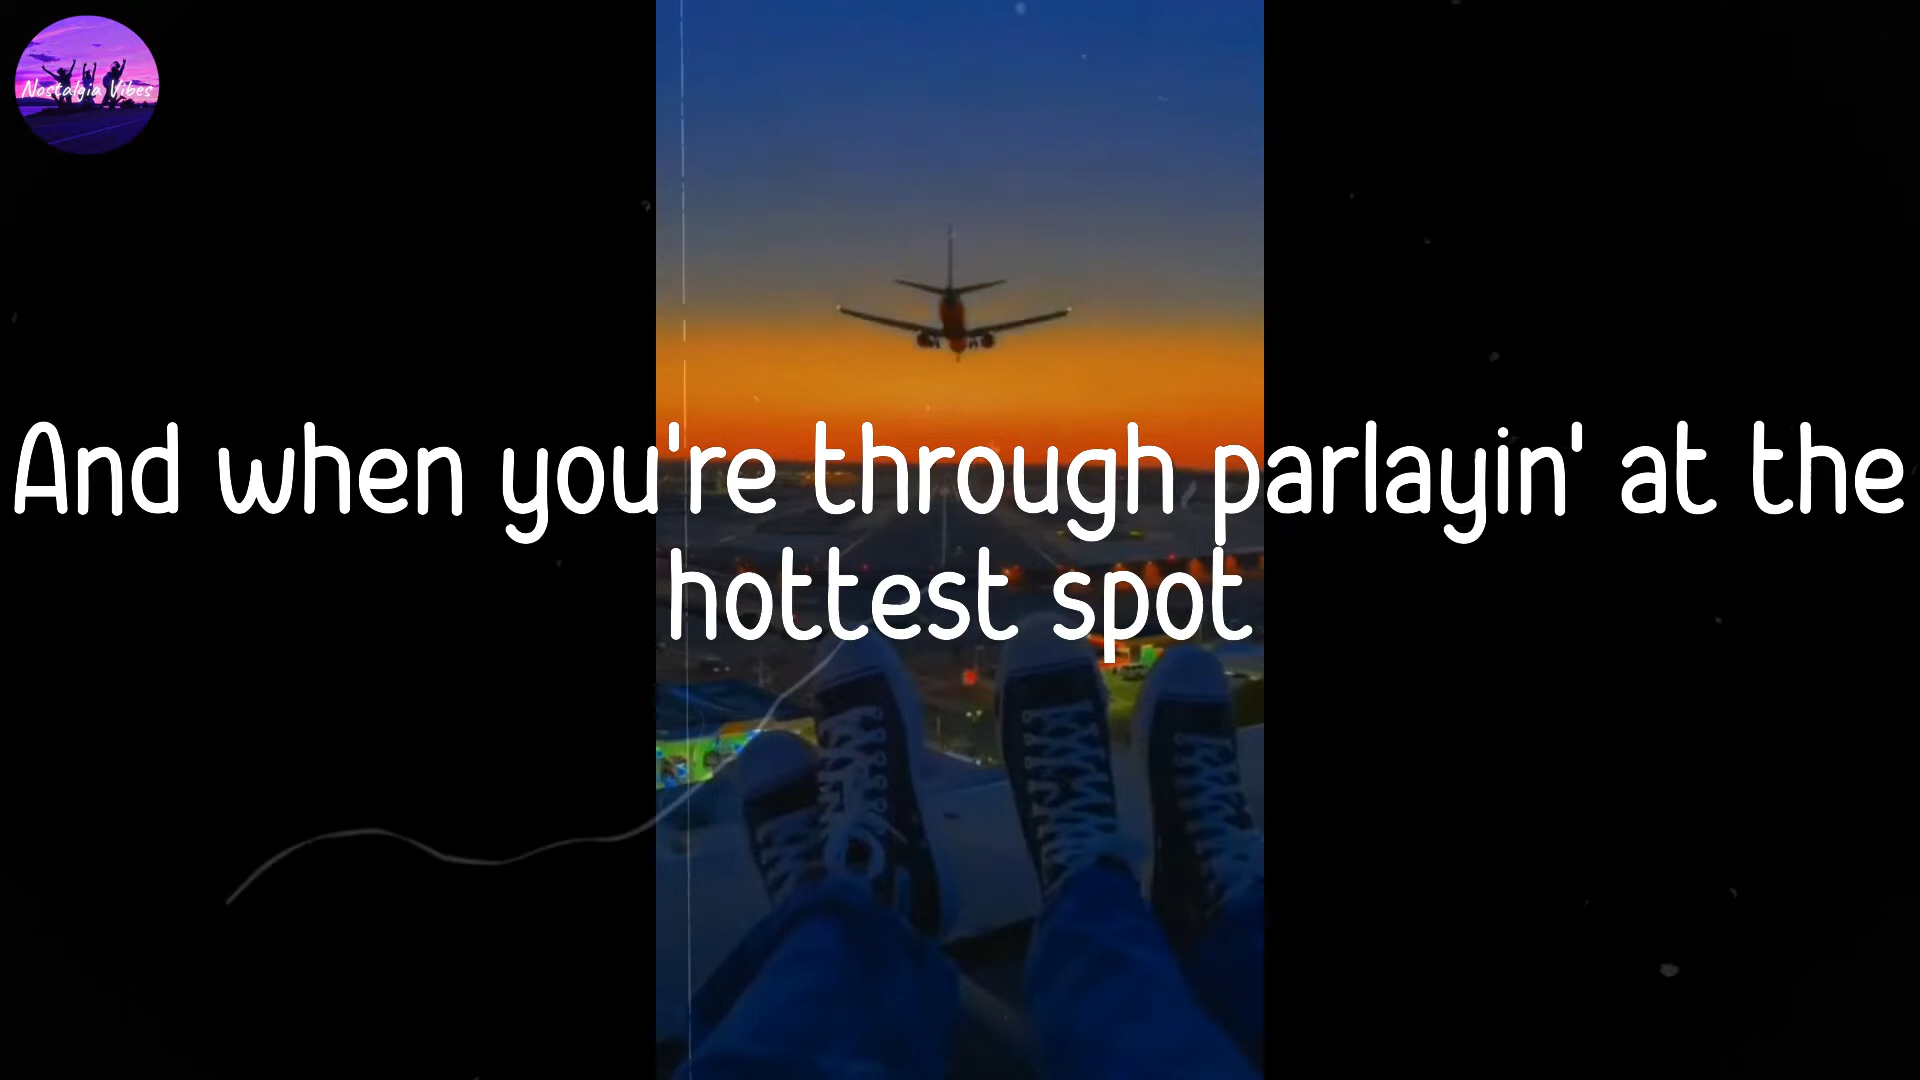 Nostalgia Vibes
And when you're through parlayin' at the
hottest spot